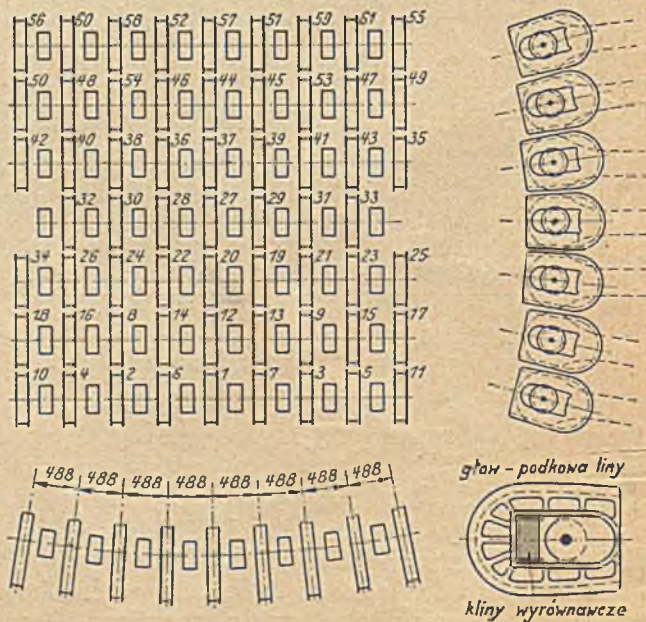 56 60 58 52 57 51 59 61 55
50 48 54 46 44 45 53 47 49
42 40 38 36 37 39 41 43 35
32 30 28 27 29 31 33
34 26 24 22 20 19 21 23 25
18 16 8 14 12 13 9 15 17
10 4 2 6 1 7 3 5 11
488 488 488 488 488 488 488 488
głow-podkowa liny
kliny wyrównawcze